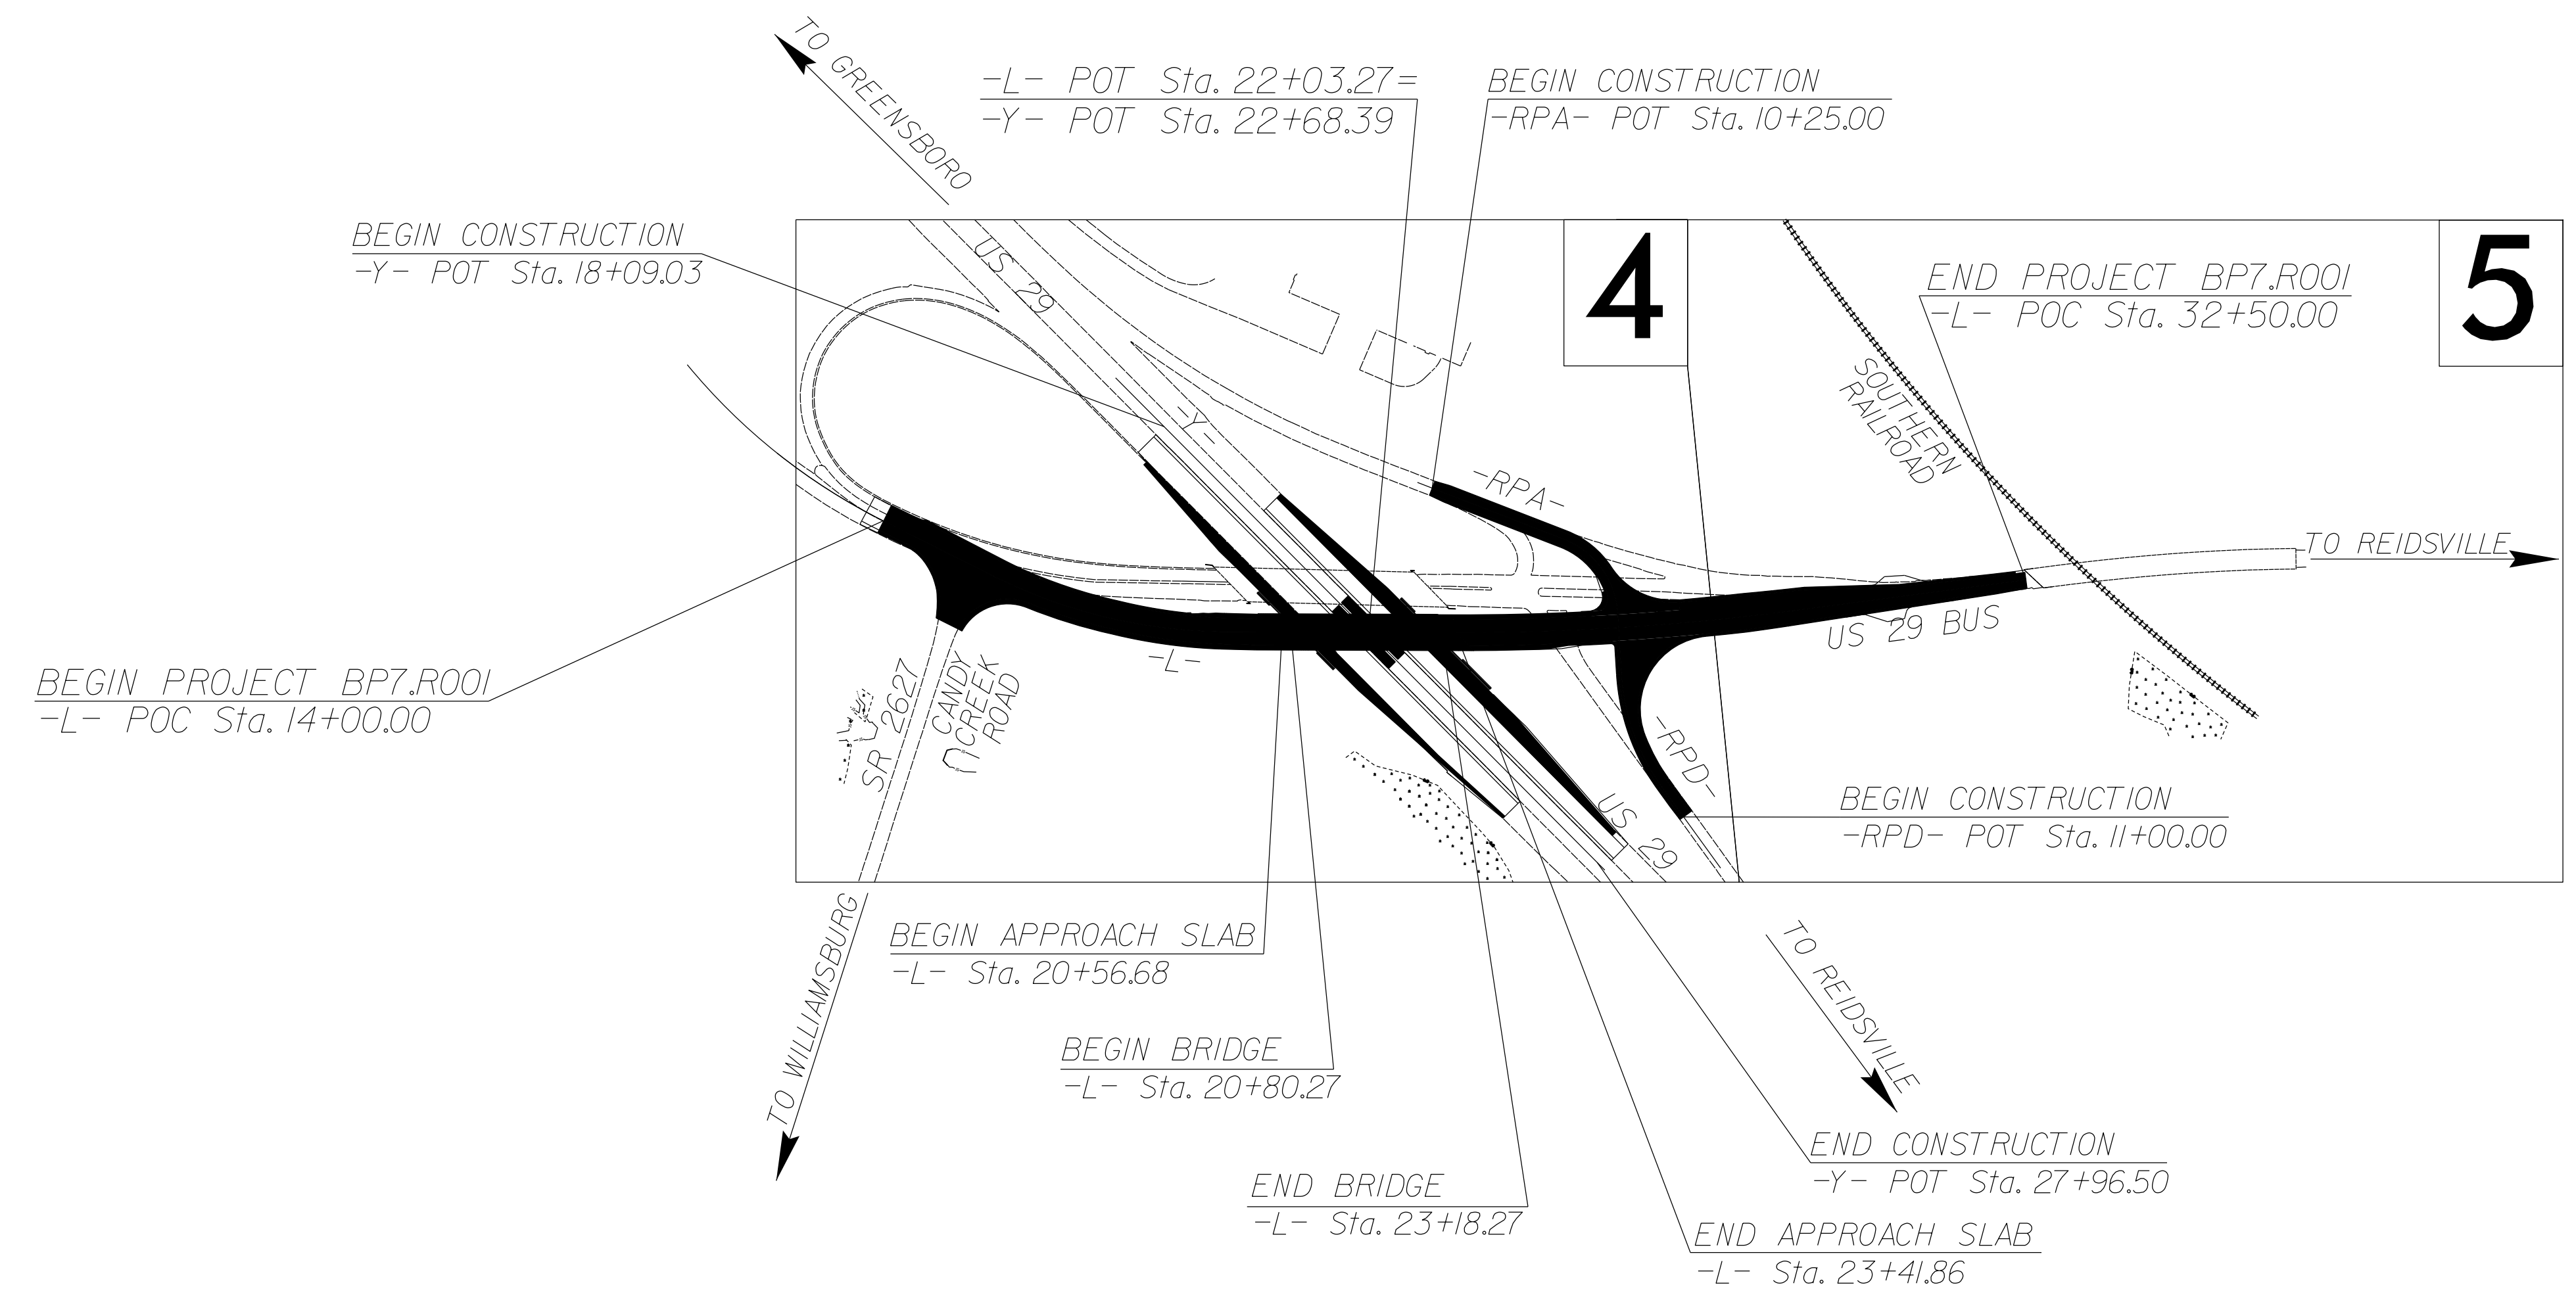 TO GREENSBORO
-L- POT Sta. 22+03.27=
-Y- POT Sta. 22+68.39
BEGIN CONSTRUCTION
-RPA- POT Sta. 10+25.00
BEGIN CONSTRUCTION
-Y- POT Sta. 18+09.03
US 29
4
5
END PROJECT BP7.R001
-L- POC Sta. 32+50.00
SOUTHERN
RAILROAD
-Y-
-RPA-
TO REIDSVILLE
US 29 BUS
-L-
BEGIN PROJECT BP7.R001
-L- POC Sta. 14+00.00
SR 2627
CANDY
CREEK
ROAD
-RPD-
US 29
BEGIN CONSTRUCTION
-RPD- POT Sta. 11+00.00
TO WILLIAMSBURG
BEGIN APPROACH SLAB
-L- Sta. 20+56.68
TO REIDSVILLE
BEGIN BRIDGE
-L- Sta. 20+80.27
END CONSTRUCTION
-Y- POT Sta. 27+96.50
END BRIDGE
-L- Sta. 23+18.27
END APPROACH SLAB
-L- Sta. 23+41.86